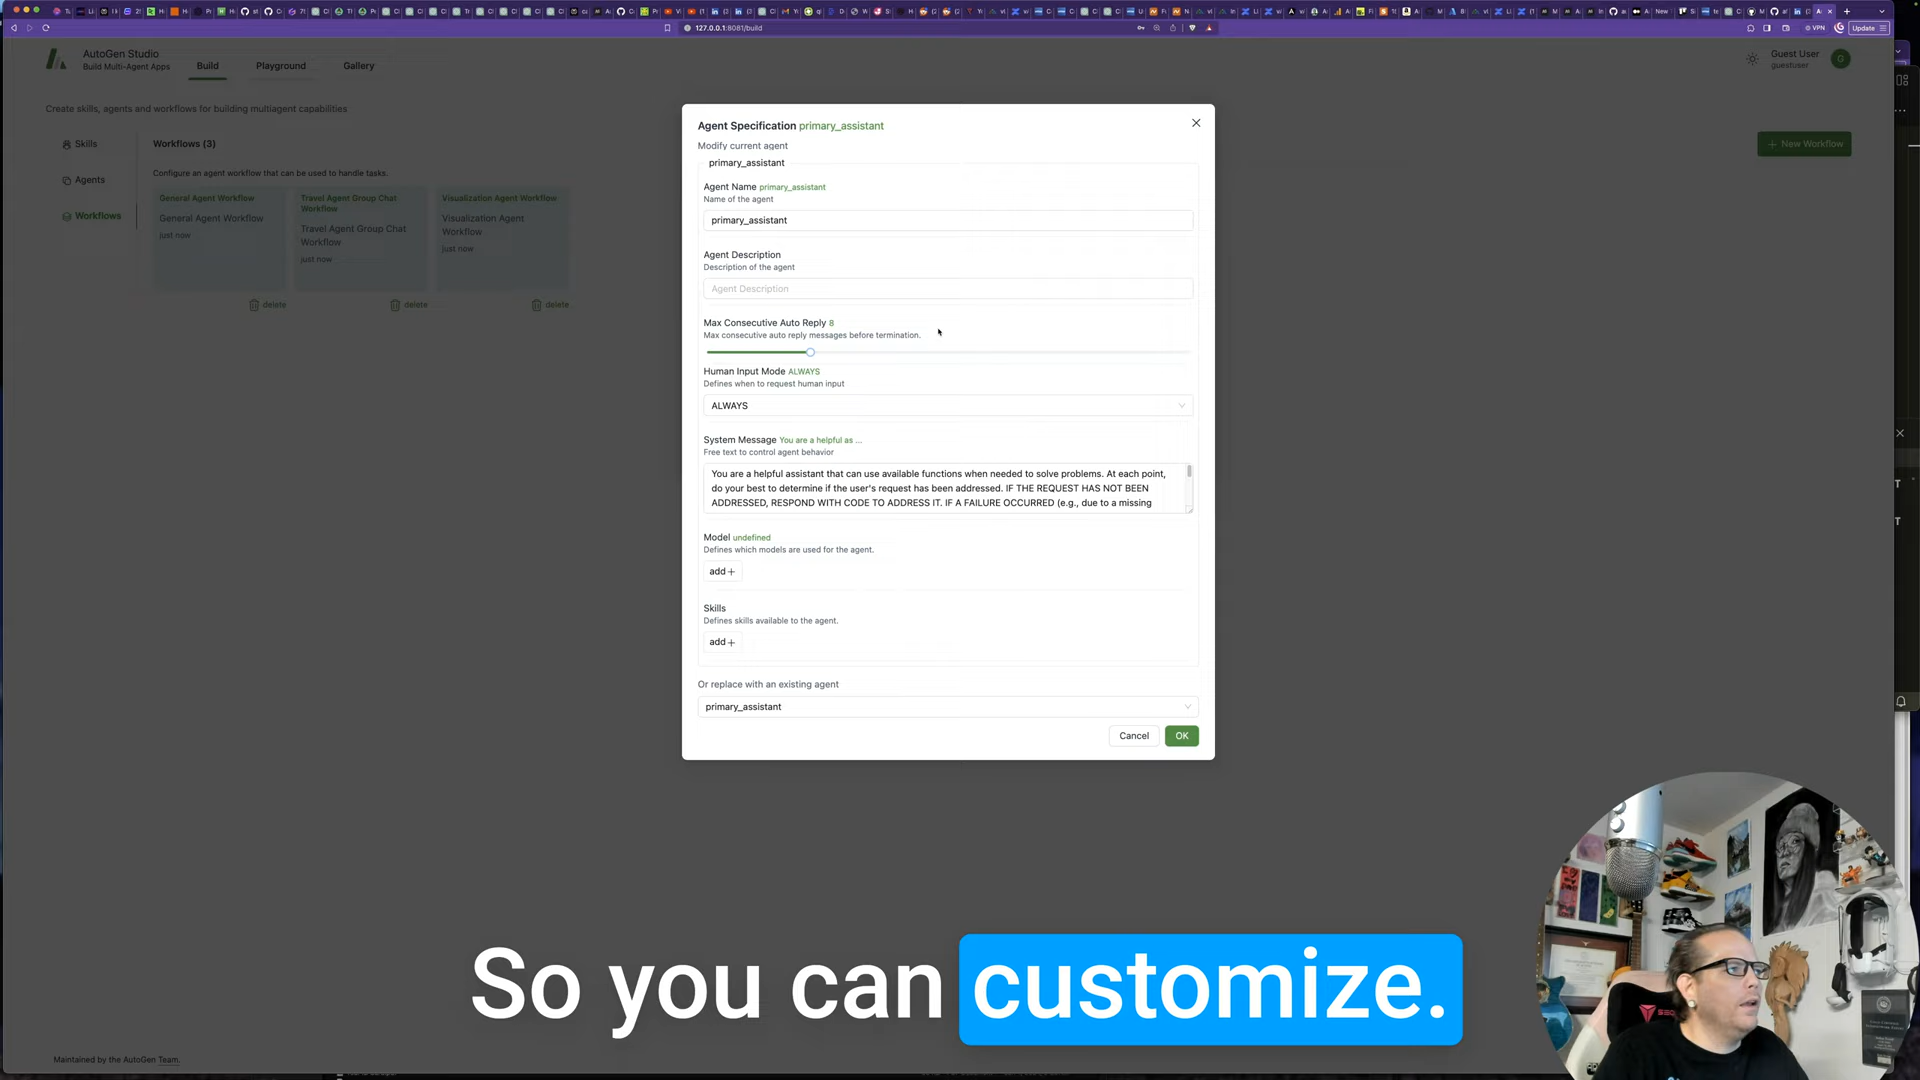 127.0.0.1:8081/build
VPN
Update
AutoGen Studio
Build Multi-Agent Apps
Build
Playground
Gallery
Guest User
guestuser
G
Create skills, agents and workflows for building multiagent capabilities
Skills
Agents
Workflows
Workflows (3)
Configure an agent workflow that can be used to handle tasks.
+ New Workflow
General Agent Workflow
General Agent Workflow
just now
delete
Travel Agent Group Chat
Workflow
Travel Agent Group Chat
Workflow
just now
delete
Visualization Agent Workflow
Visualization Agent
Workflow
just now
delete
Agent Specification primary_assistant
Modify current agent
primary_assistant
Agent Name primary_assistant
Name of the agent
primary_assistant
Agent Description
Description of the agent
Agent Description
Max Consecutive Auto Reply 8
Max consecutive auto reply messages before termination.
Human Input Mode ALWAYS
Defines when to request human input
ALWAYS
System Message You are a helpful as ...
Free text to control agent behavior
You are a helpful assistant that can use available functions when needed to solve problems. At each point,
do your best to determine if the user's request has been addressed. IF THE REQUEST HAS NOT BEEN
ADDRESSED, RESPOND WITH CODE TO ADDRESS IT. IF A FAILURE OCCURRED (e.g., due to a missing
Model undefined
Defines which models are used for the agent.
add +
Skills
Defines skills available to the agent.
add +
Or replace with an existing agent
primary_assistant
Cancel
OK
So you can customize.
Maintained by the AutoGen Team.